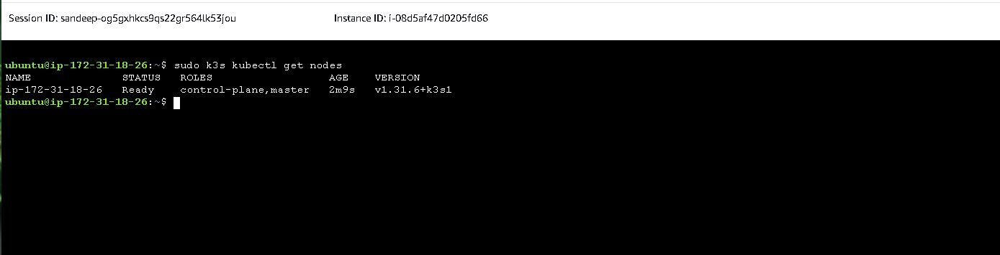 Session ID: sandeep-og5gxhkcs9qs22gr564lk53jou Instance ID: i-08d5af47d0205fd66
ubuntu@ip-172-31-18-26:~$ sudo k3s kubectl get nodes
NAME STATUS ROLES AGE VERSION
ip-172-31-18-26 Ready control-plane,master 2m9s v1.31.6+k3s1
ubuntu@ip-172-31-18-26:~$